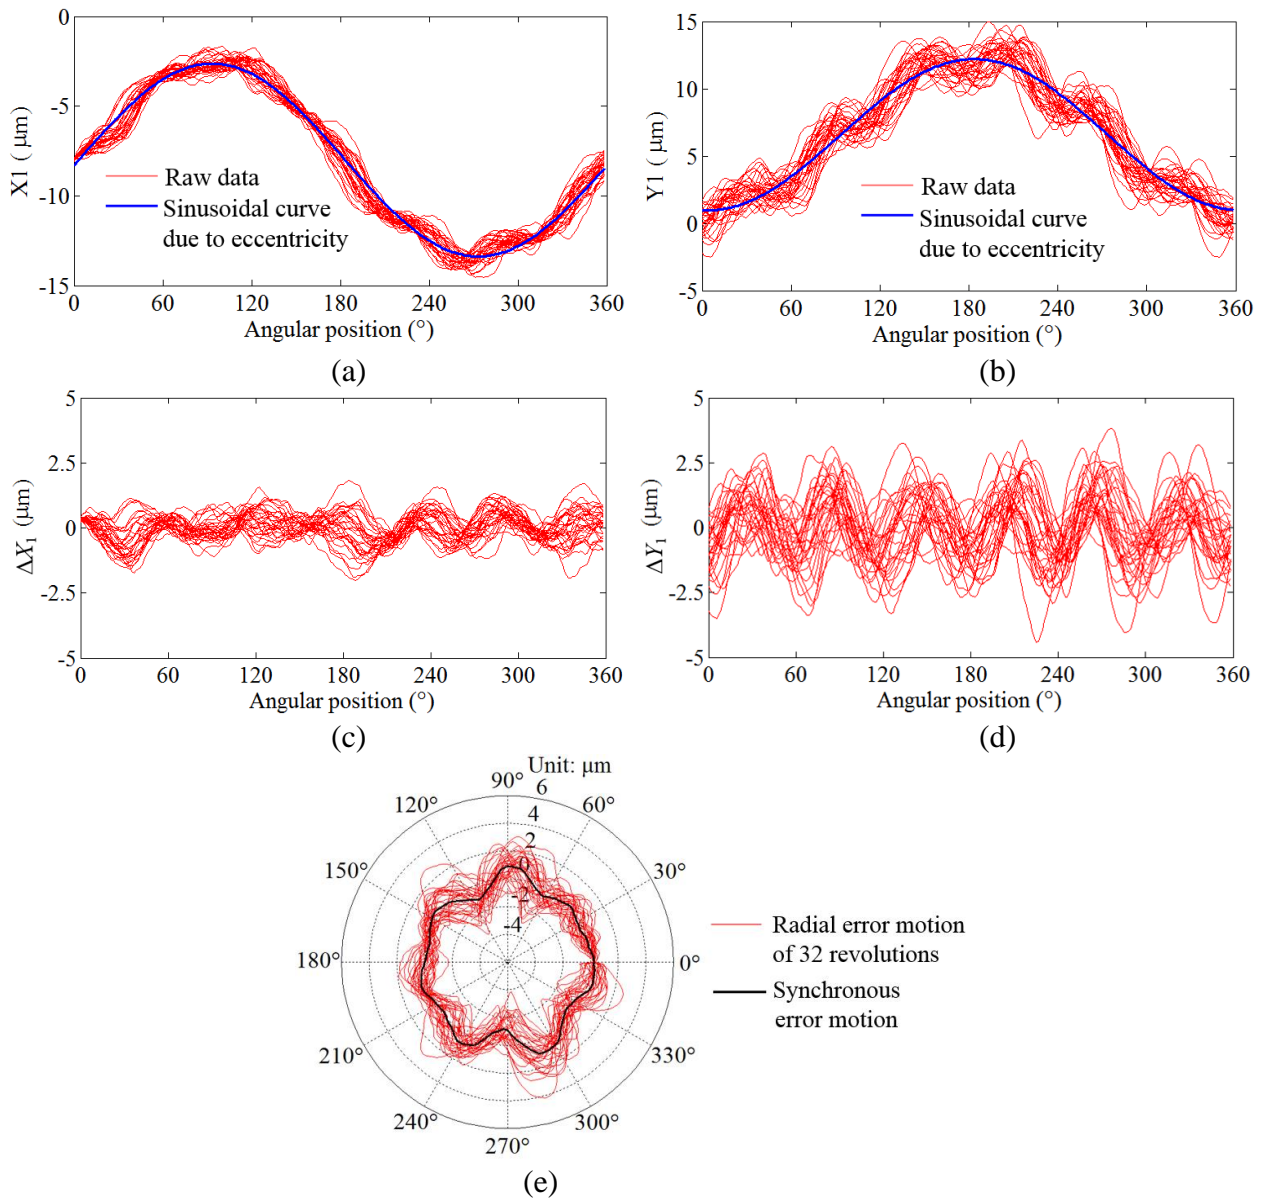 0
-5
-10
-15
X1 ( μm)
Raw data
Sinusoidal curve
due to eccentricity
0 60 120 180 240 300 360
Angular position (°)
(a)
15
10
5
0
-5
Y1 ( μm)
Raw data
Sinusoidal curve
due to eccentricity
0 60 120 180 240 300 360
Angular position (°)
(b)
5
2.5
0
-2.5
-5
ΔX₁ (μm)
0 60 120 180 240 300 360
Angular position (°)
(c)
5
2.5
0
-2.5
-5
ΔY₁ (μm)
0 60 120 180 240 300 360
Angular position (°)
(d)
Unit: μm
90° 6
120° 4 60°
2
150° 0 30°
-2
-4
180° 0°
210° 330°
240° 300°
270°
Radial error motion
of 32 revolutions
Synchronous
error motion
(e)